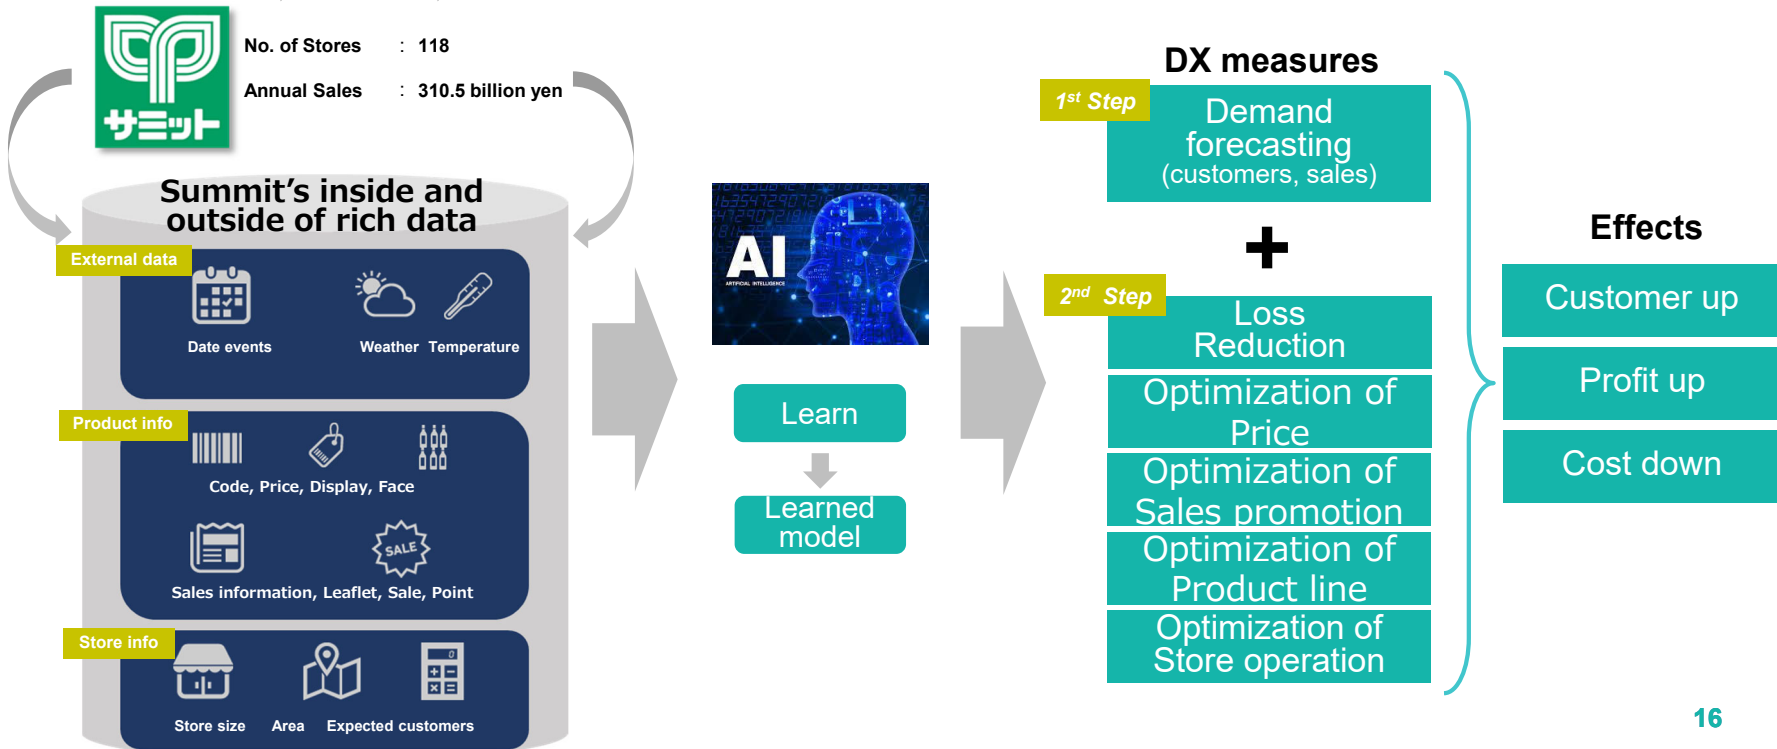 サミット
No. of Stores : 118
Annual Sales : 310.5 billion yen
Summit's inside and
outside of rich data
External data
Date events
Weather Temperature
Product info
Code, Price, Display, Face
SALE
Sales information, Leaflet, Sale, Point
Store info
0
Store size Area Expected customers
AI
ARTIFICIAL INTELLIGENCE
Learn
Learned
model
DX measures
1st Step
Demand
forecasting
(customers, sales)
+
2nd Step
Loss
Reduction
Optimization of
Price
Optimization of
Sales promotion
Optimization of
Product line
Optimization of
Store operation
Effects
Customer up
Profit up
Cost down
16